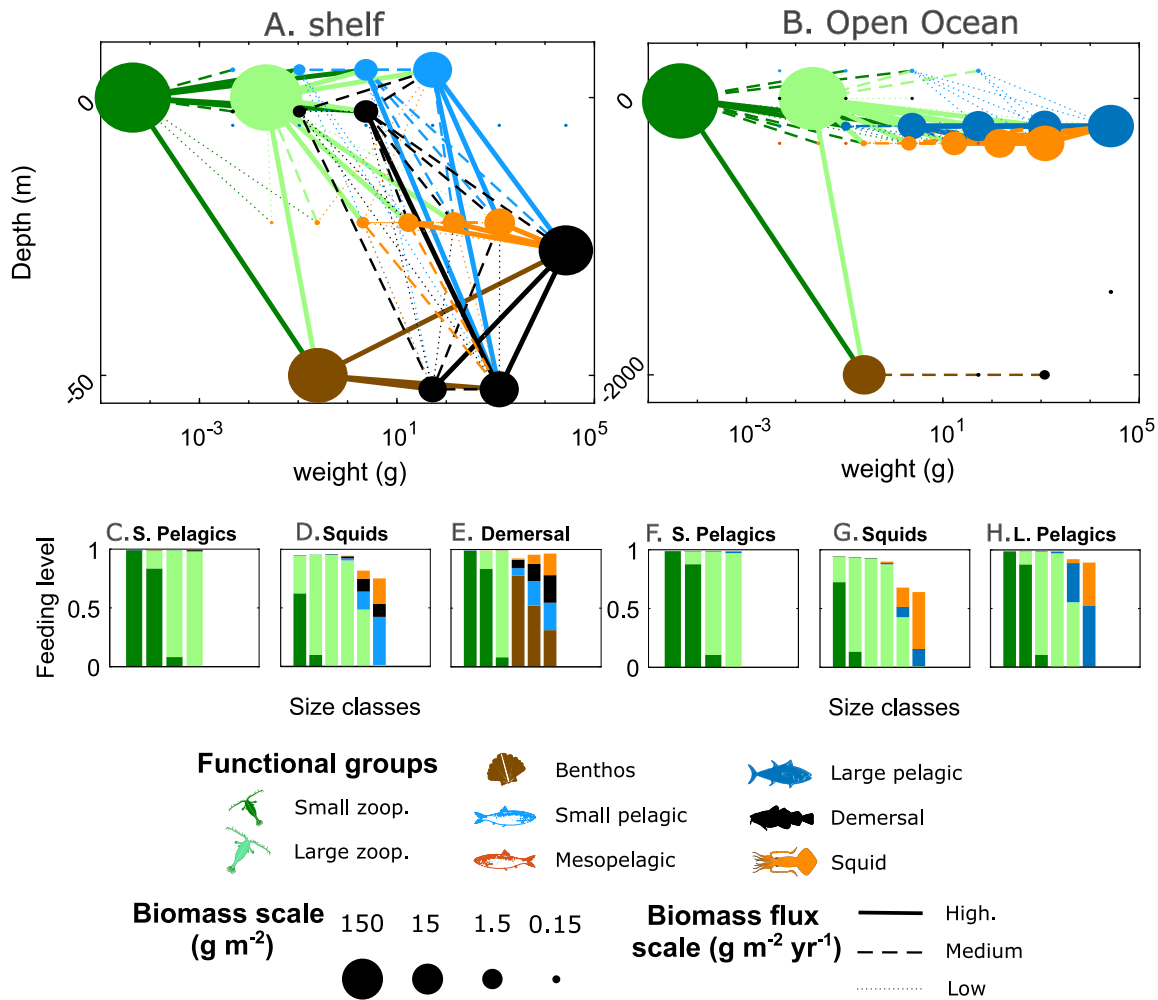 A. shelf
B. Open Ocean
Depth (m)
0
-50
10-3
101
105
weight (g)
0
-2000
10-3
101
105
weight (g)
C. S. Pelagics
D. Squids
E. Demersal
F. S. Pelagics
G. Squids
H. L. Pelagics
Feeding level
1
0.5
0
1
0.5
0
Size classes
Size classes
Functional groups
Small zoop.
Large zoop.
Benthos
Small pelagic
Mesopelagic
Large pelagic
Demersal
Squid
Biomass scale
(g m-2)
150 15 1.5 0.15
Biomass flux
scale (g m-2 yr-1)
High.
Medium
Low